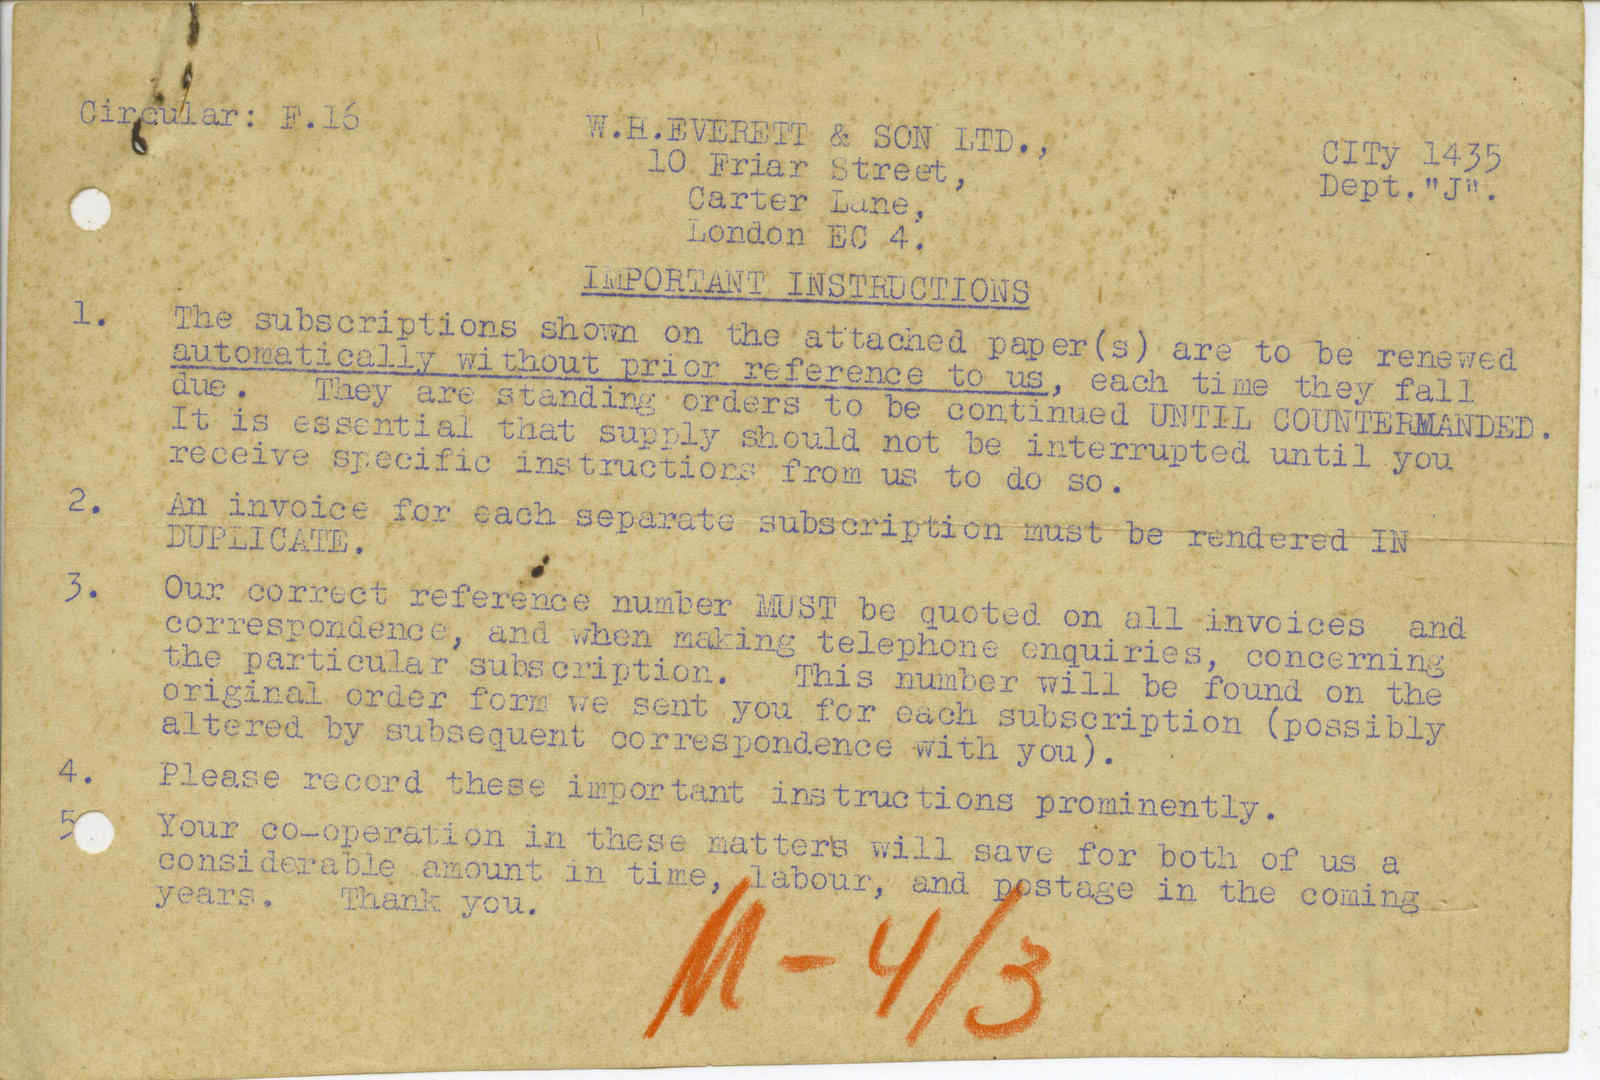 Circular: F.16
W.H.EVERETT & SON LTD.,
10 Friar Street,
Carter Lane,
London EC 4.
CITy 1435
Dept."J".
IMPORTANT INSTRUCTIONS
1. The subscriptions shown on the attached paper(s) are to be renewed
automatically without prior reference to us, each time they fall
due. They are standing orders to be continued UNTIL COUNTERMANDED.
It is essential that supply should not be interrupted until you
receive specific instructions from us to do so.
2. An invoice for each separate subscription must be rendered IN
DUPLICATE.
3. Our correct reference number MUST be quoted on all invoices and
correspondence, and when making telephone enquiries, concerning
the particular subscription. This number will be found on the
original order form we sent you for each subscription (possibly
altered by subsequent correspondence with you).
4. Please record these important instructions prominently.
5 Your co-operation in these matters will save for both of us a
considerable amount in time, labour, and postage in the coming
years. Thank you.
M-4/3